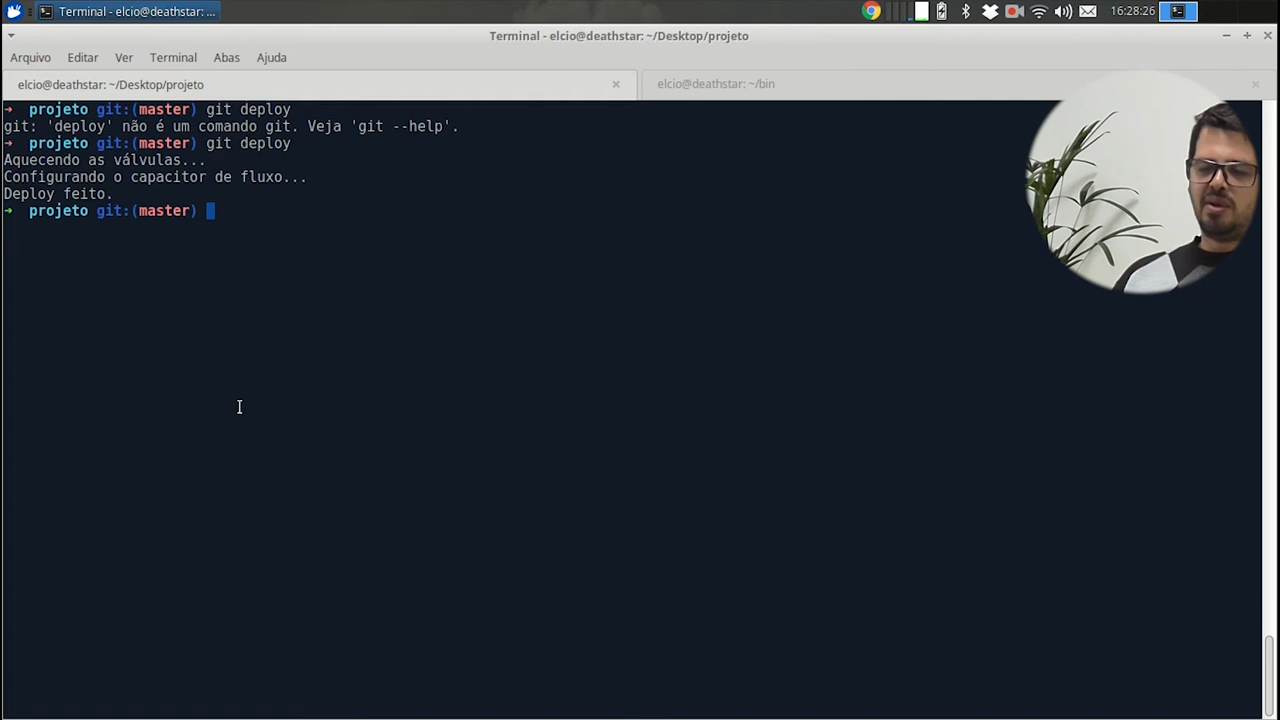 Terminal - elcio@deathstar: ...
16:28:26
Terminal - elcio@deathstar: ~/Desktop/projeto
Arquivo Editar Ver Terminal Abas Ajuda
elcio@deathstar: ~/Desktop/projeto
elcio@deathstar: ~/bin
➜ projeto git:(master) git deploy
git: 'deploy' não é um comando git. Veja 'git --help'.
➜ projeto git:(master) git deploy
Aquecendo as válvulas...
Configurando o capacitor de fluxo...
Deploy feito.
➜ projeto git:(master)